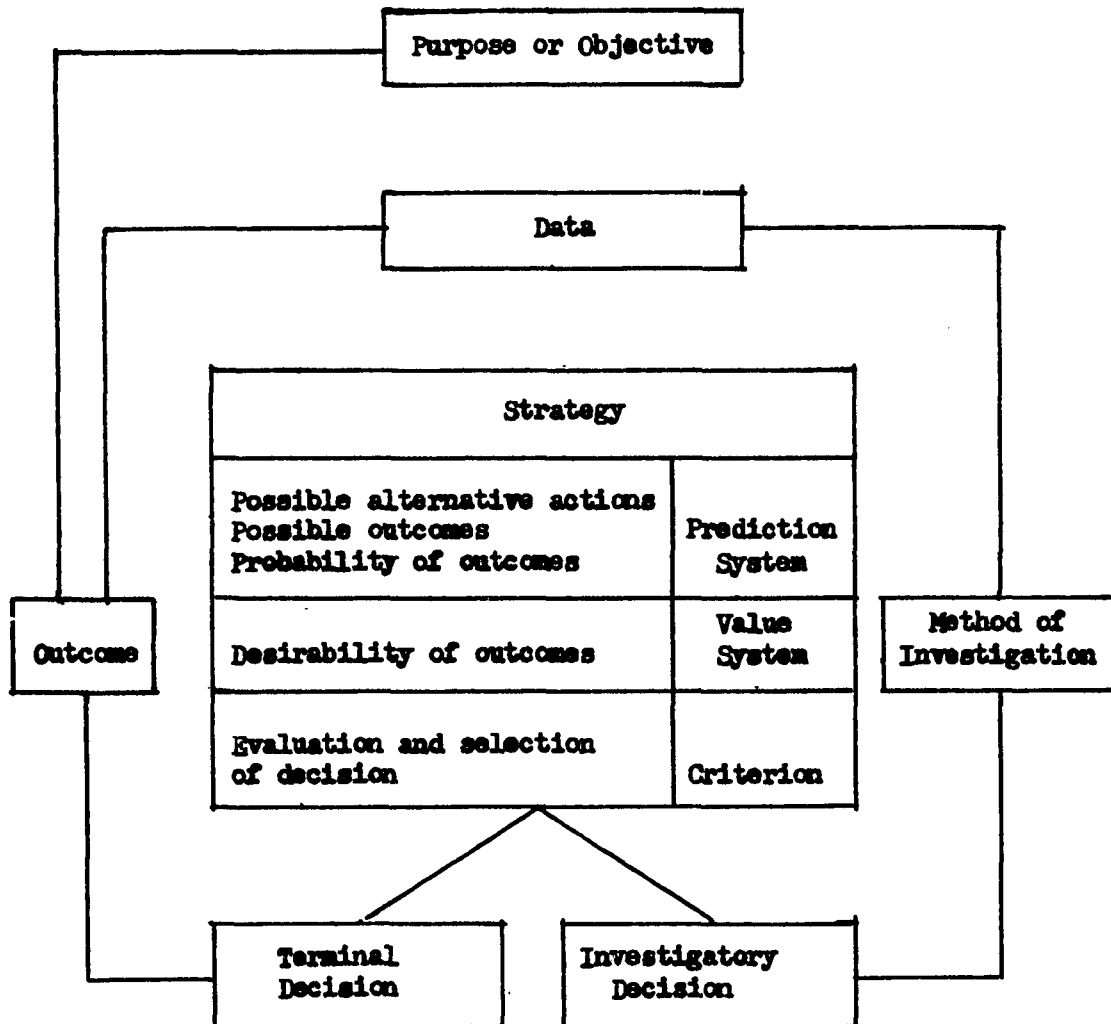 Purpose or Objective
Data
Strategy
Possible alternative actions
Possible outcomes
Probability of outcomes
Prediction
System
Desirability of outcomes
Value
System
Evaluation and selection
of decision
Criterion
Outcome
Method of
Investigation
Terminal
Decision
Investigatory
Decision